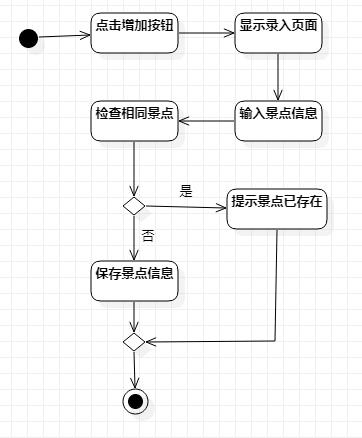 点击增加按钮
显示录入页面
检查相同景点
输入景点信息
是
提示景点已存在
否
保存景点信息